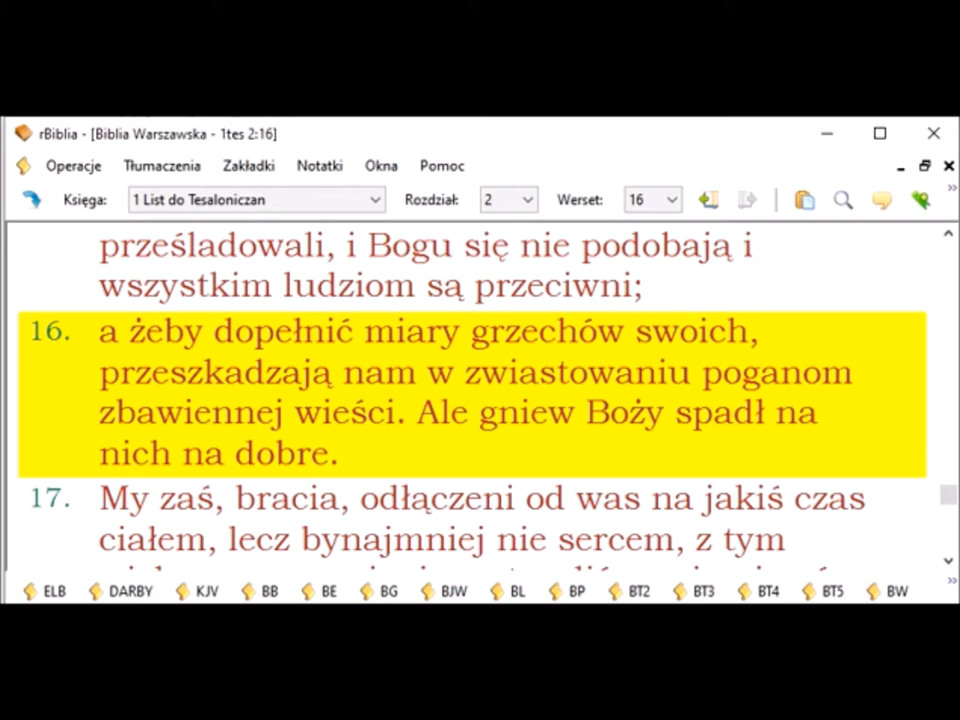 rBiblia - [Biblia Warszawska - 1tes 2:16]
Operacje Tłumaczenia Zakładki Notatki Okna Pomoc
Księga: 1 List do Tesaloniczan Rozdział: 2 Werset: 16
prześladowali, i Bogu się nie podobają i
wszystkim ludziom są przeciwni;
16. a żeby dopełnić miary grzechów swoich,
przeszkadzają nam w zwiastowaniu poganom
zbawiennej wieści. Ale gniew Boży spadł na
nich na dobre.
17. My zaś, bracia, odłączeni od was na jakiś czas
ciałem, lecz bynajmniej nie sercem, z tym
ELB DARBY KJV BB BE BG BJW BL BP BT2 BT3 BT4 BT5 BW